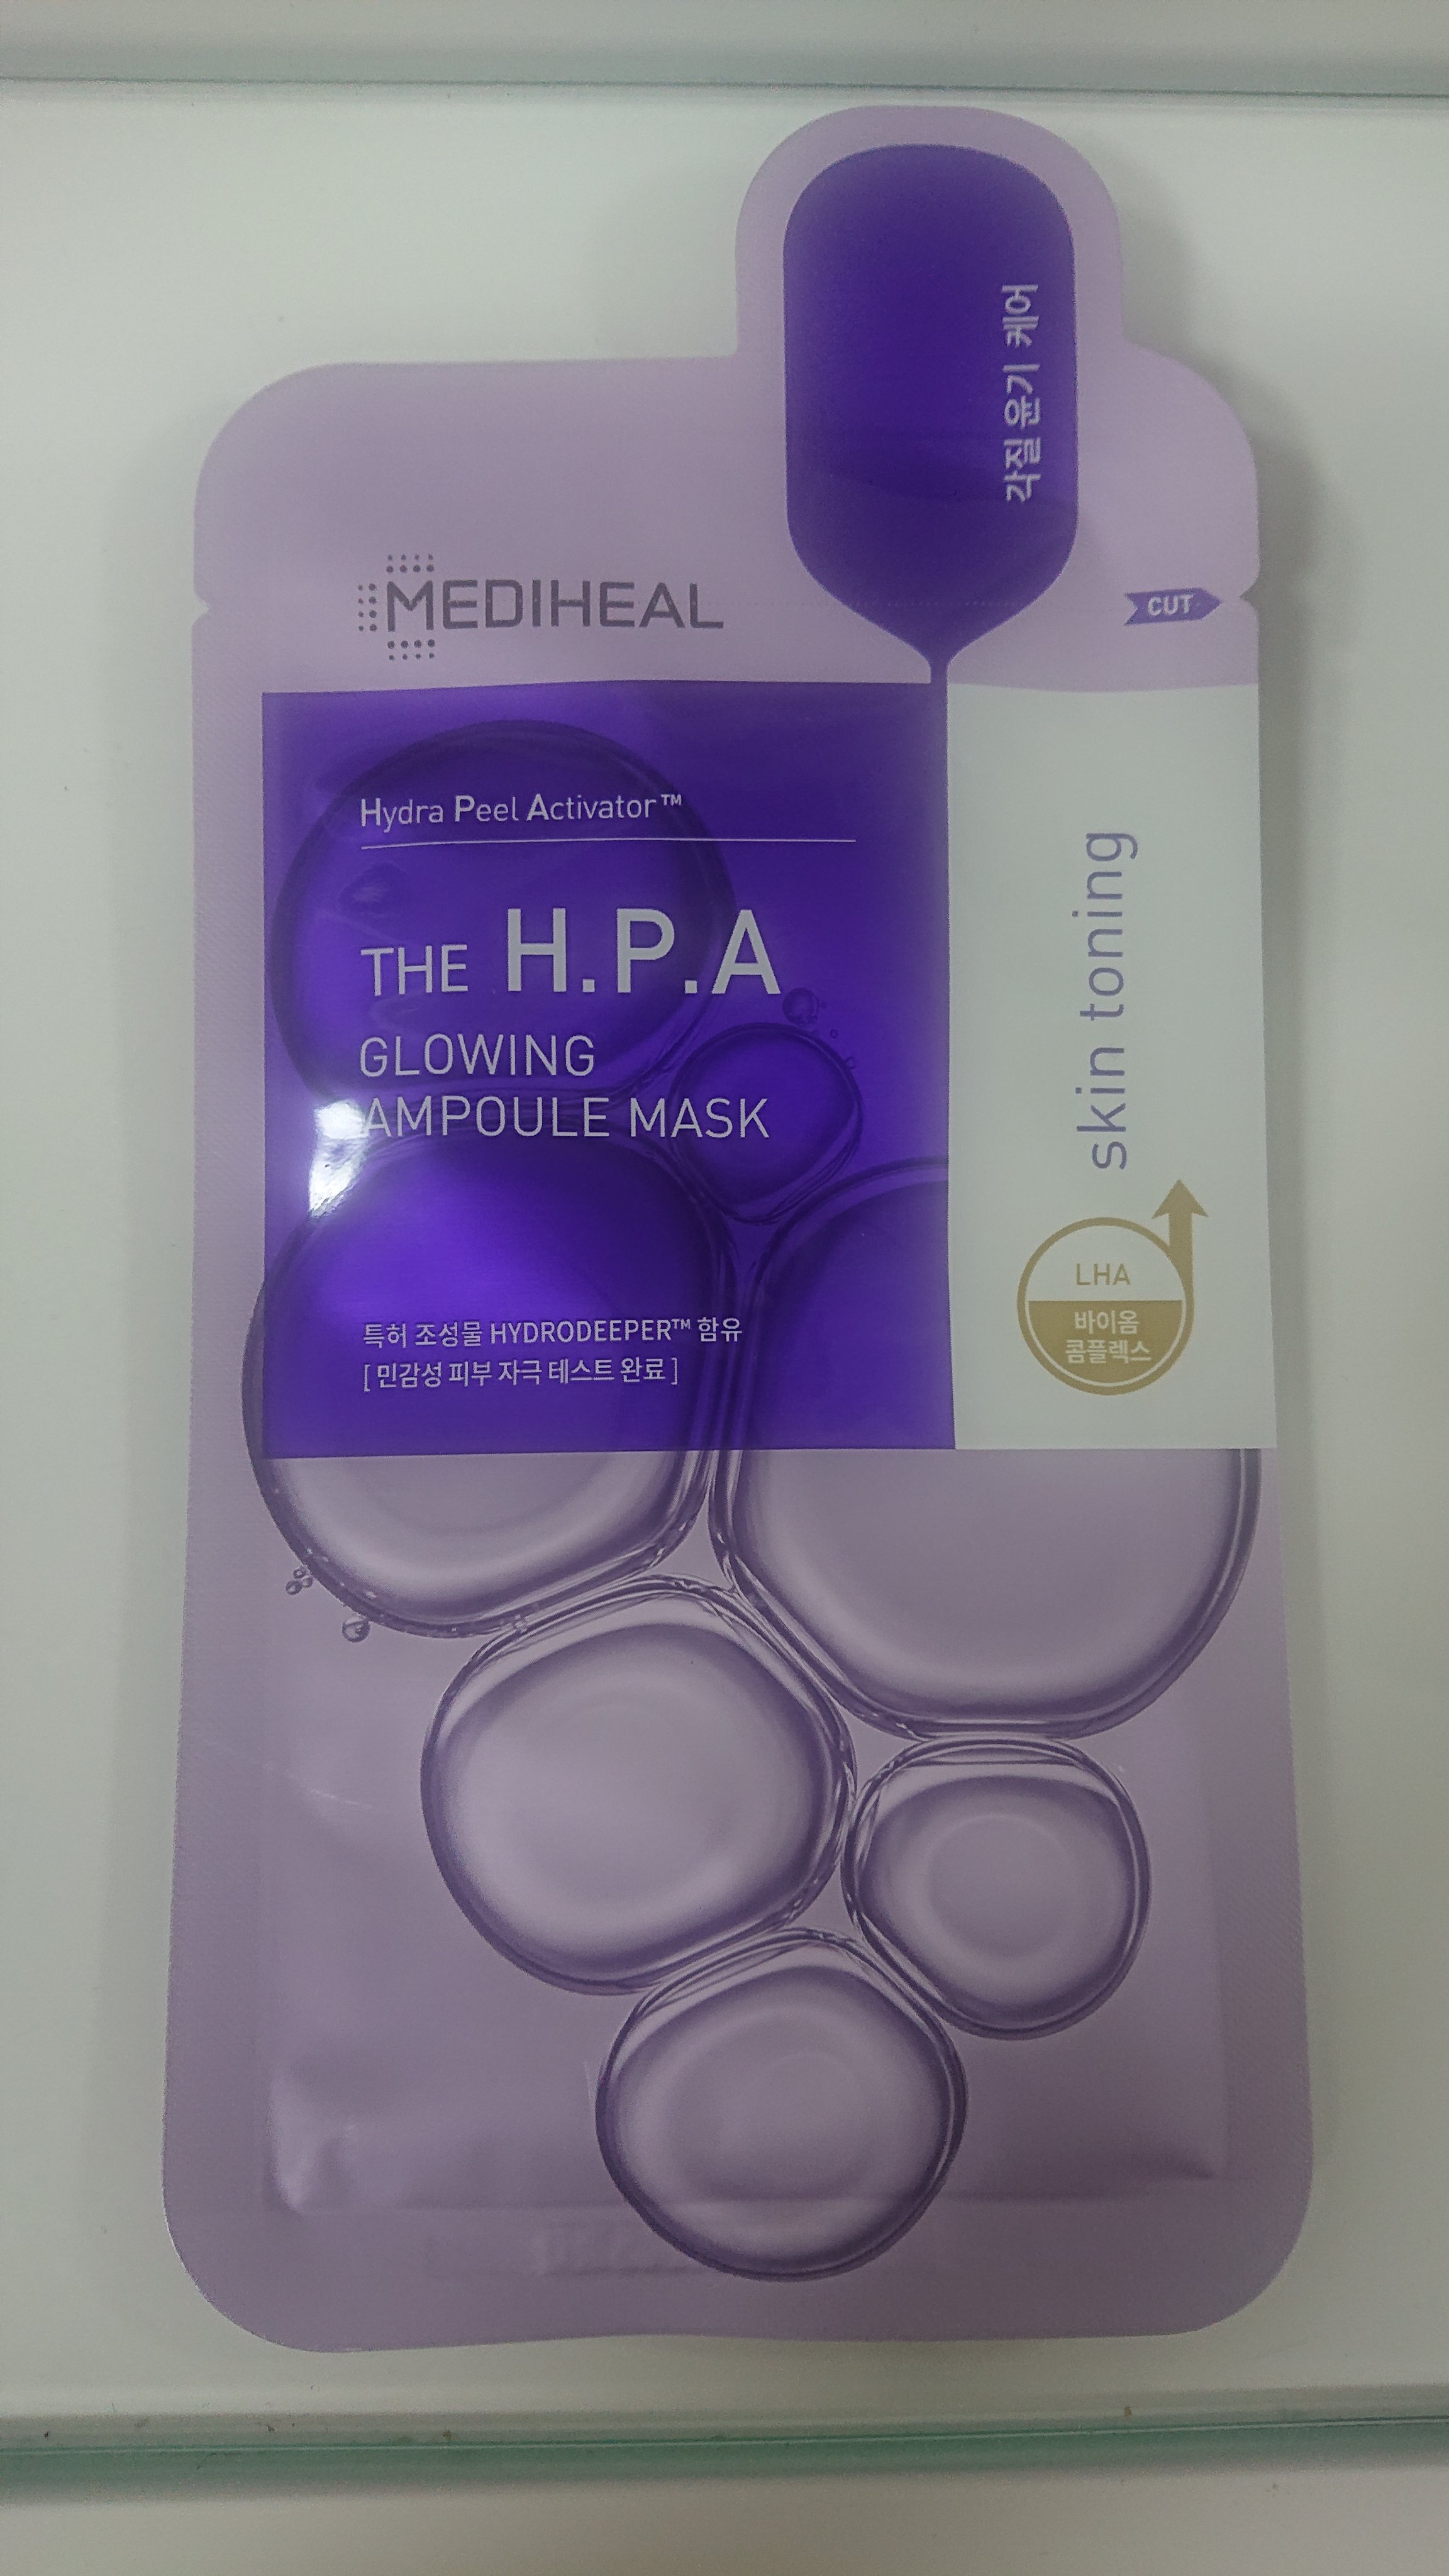 각질 윤기 케어
MEDIHEAL
CUT
Hydra Peel Activator™
THE H.P.A
GLOWING
AMPOULE MASK
특허 조성물 HYDRODEEPER™ 함유
[ 민감성 피부 자극 테스트 완료 ]
skin toning
LHA
바이옴
콤플렉스